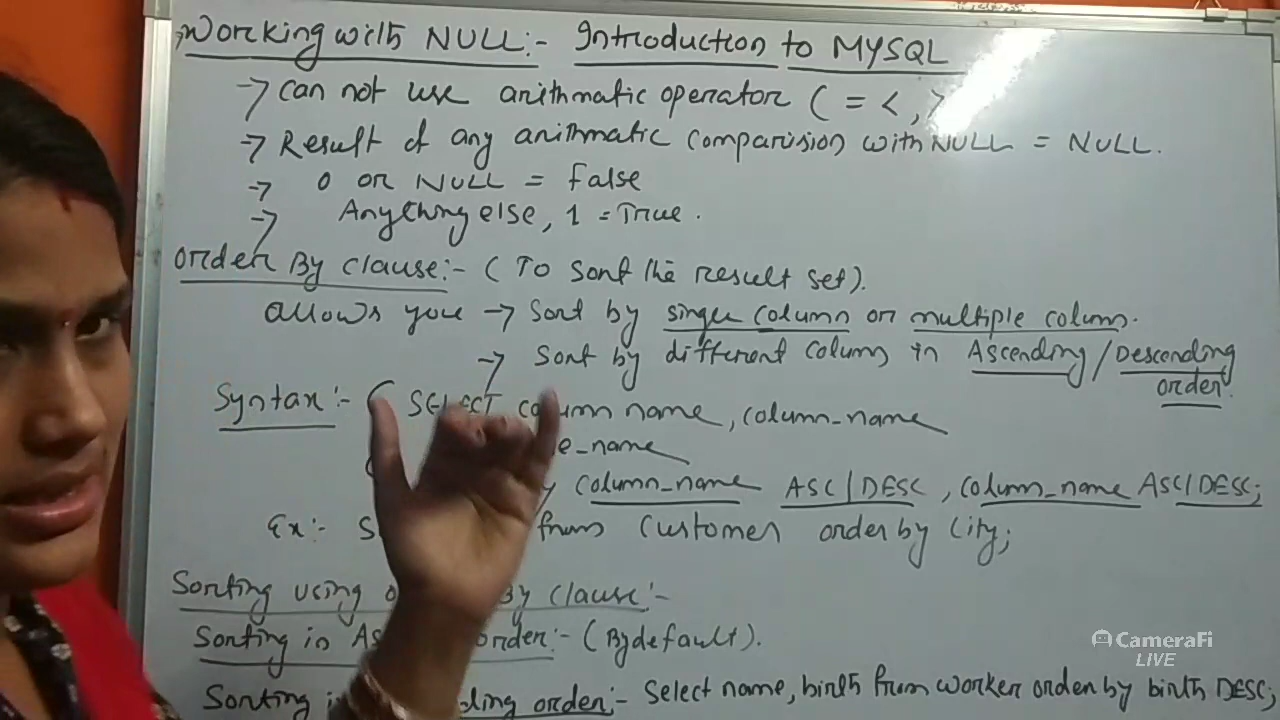 Working with NULL:- Introduction to MYSQL
→ can not use arithmatic operator ( = < , >
→ Result of any arithmatic comparision with NULL = NULL.
→ 0 or NULL = false
→ Anything else, 1 = True.
Order By Clause:- (To sort the result set).
allows you → Sort by single column or multiple column.
→ Sort by different column in Ascending/Descending order.
Syntax:- ( SELECT column name, column_name
e_name
y column_name ASC/DESC, column_name ASC/DESC;
Ex:- S from Customer order by City;
Sorting using o By clause:-
Sorting in As order:- (By default).
Sorting i ding order:- Select name, birth from worker order by birth DESC;
CameraFi
LIVE